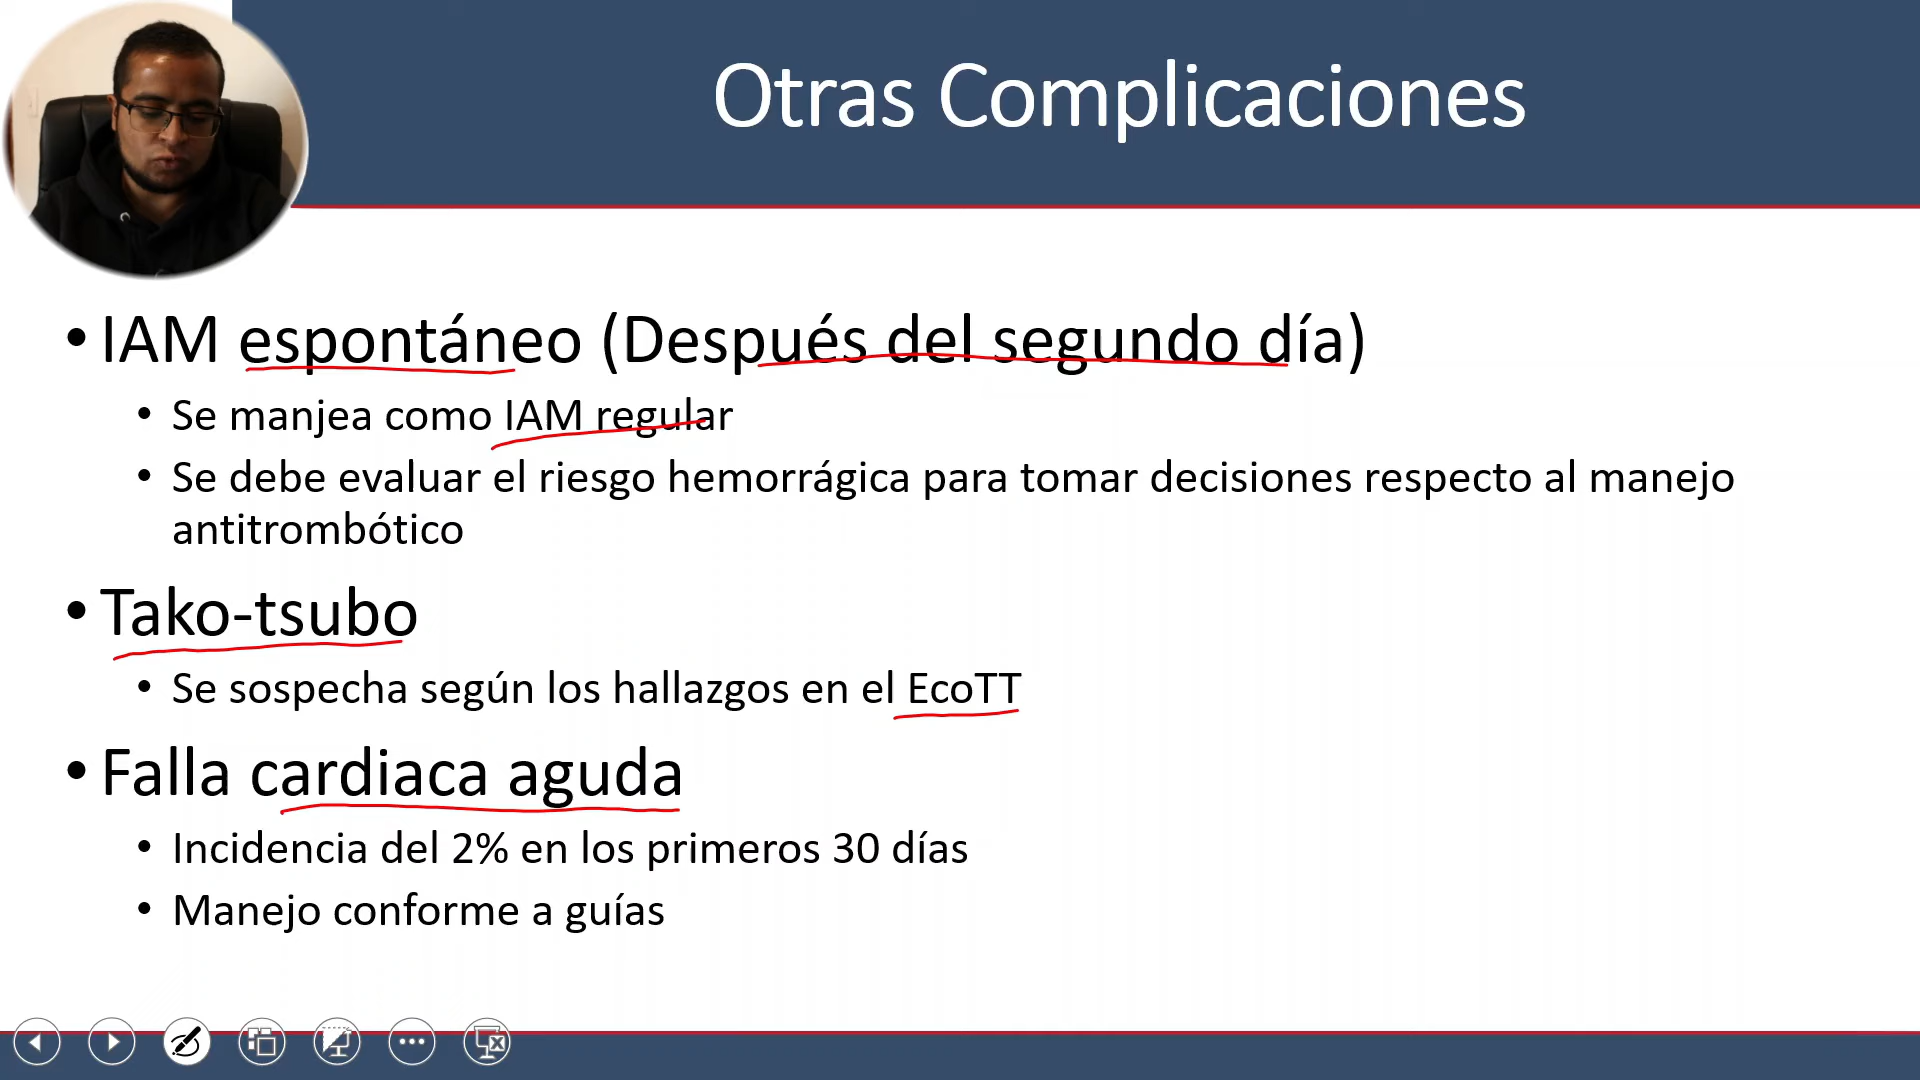 Otras Complicaciones
• IAM espontáneo (Después del segundo día)
• Se manjea como IAM regular
• Se debe evaluar el riesgo hemorrágica para tomar decisiones respecto al manejo
antitrombótico
• Tako-tsubo
• Se sospecha según los hallazgos en el EcoTT
• Falla cardiaca aguda
• Incidencia del 2% en los primeros 30 días
• Manejo conforme a guías